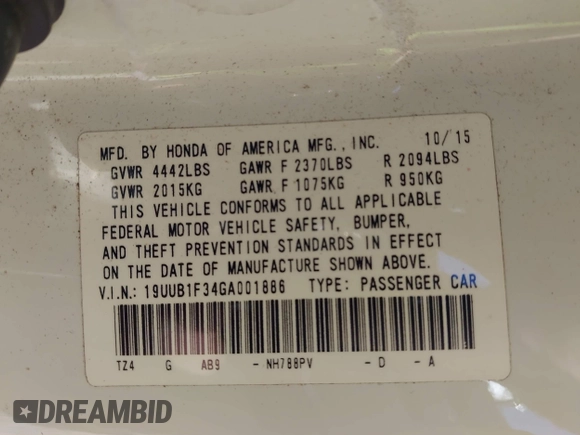 MFD. BY HONDA OF AMERICA MFG., INC. 10/15
GVWR 4442LBS GAWR F 2370LBS R 2094LBS
GVWR 2015KG GAWR F 1075KG R 950KG
THIS VEHICLE CONFORMS TO ALL APPLICABLE
FEDERAL MOTOR VEHICLE SAFETY, BUMPER,
AND THEFT PREVENTION STANDARDS IN EFFECT
ON THE DATE OF MANUFACTURE SHOWN ABOVE.
V.I.N.: 19UUB1F34GA001886 TYPE: PASSENGER CAR
TZ4 G AB9 - NH788PV - D - A
DREAMBID